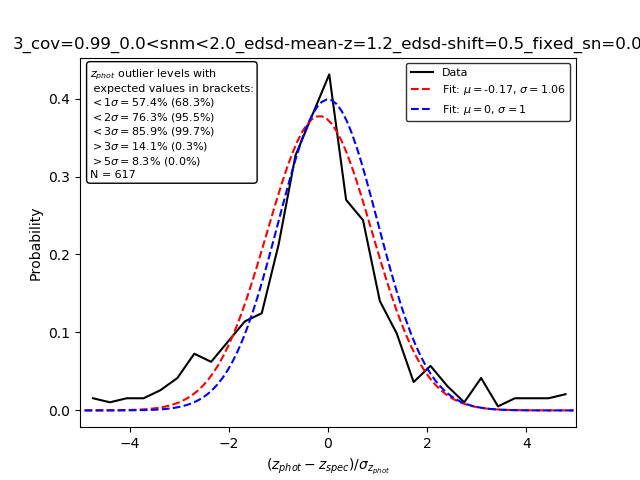 3_cov=0.99_0.0<snm<2.0_edsd-mean-z=1.2_edsd-shift=0.5_fixed_sn=0.0
z_phot outlier levels with
expected values in brackets:
<1σ=57.4% (68.3%)
<2σ=76.3% (95.5%)
<3σ=85.9% (99.7%)
>3σ=14.1% (0.3%)
>5σ=8.3% (0.0%)
N = 617
Data
Fit: μ=-0.17, σ=1.06
Fit: μ=0, σ=1
Probability
0.4
0.3
0.2
0.1
0.0
−4
−2
0
2
4
(z_phot − z_spec)/σ_z_phot